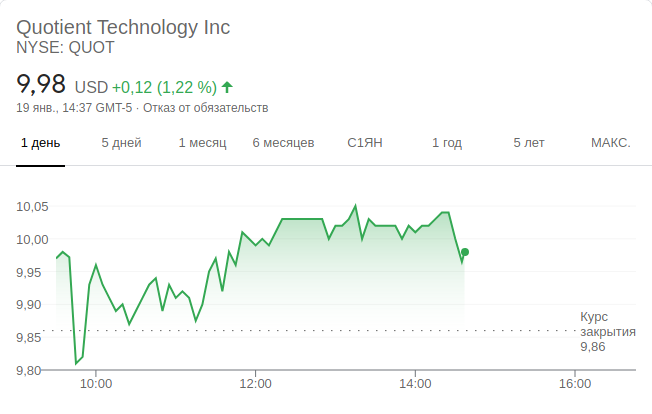 Quotient Technology Inc
NYSE: QUOT
9,98 USD +0,12 (1,22 %)
19 янв., 14:37 GMT-5 · Отказ от обязательств
1 день 5 дней 1 месяц 6 месяцев С1ЯН 1 год 5 лет МАКС.
10,05
10,00
9,95
9,90
9,85
9,80
Курс
закрытия
9,86
10:00 12:00 14:00 16:00